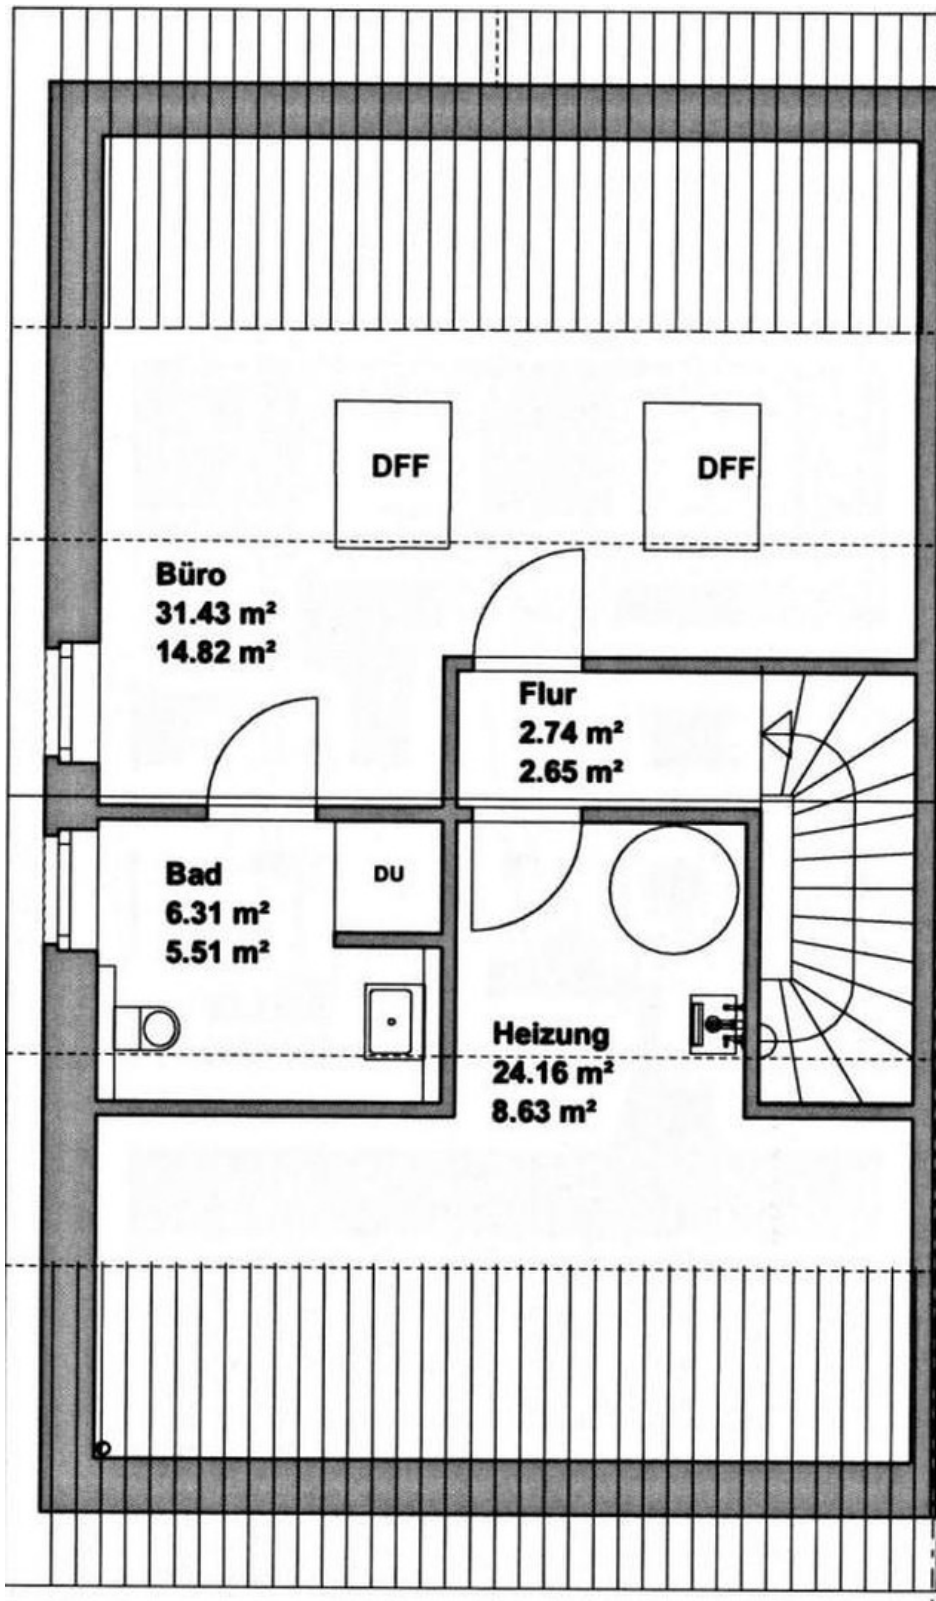 DFF
DFF
Büro
31.43 m²
14.82 m²
Flur
2.74 m²
2.65 m²
Bad
6.31 m²
5.51 m²
DU
Heizung
24.16 m²
8.63 m²